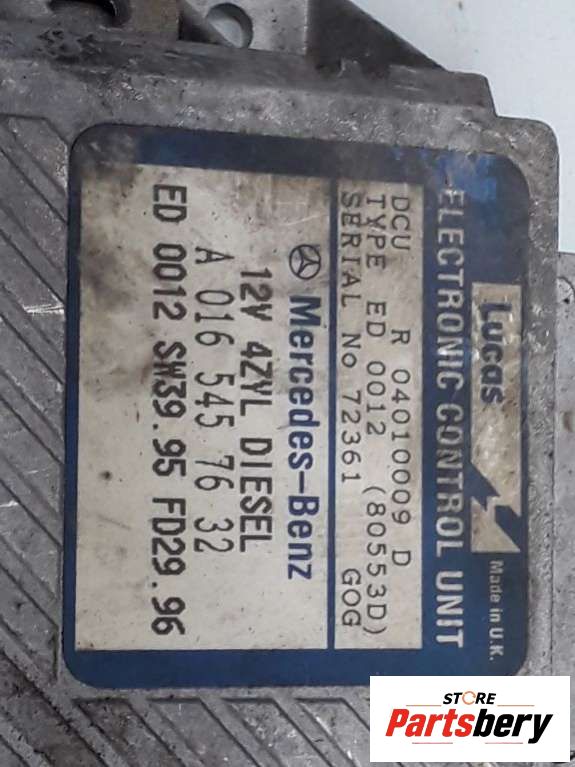 Lucas
Made in U.K.
ELECTRONIC CONTROL UNIT
DCU R 04010009 D
TYPE ED 0012 (80553D)
SERIAL No 72361 GOG
Mercedes-Benz
12V 4ZYL DIESEL
A 016 545 76 32
ED 0012 SW39.95 FD29.96
STORE
Partsbery